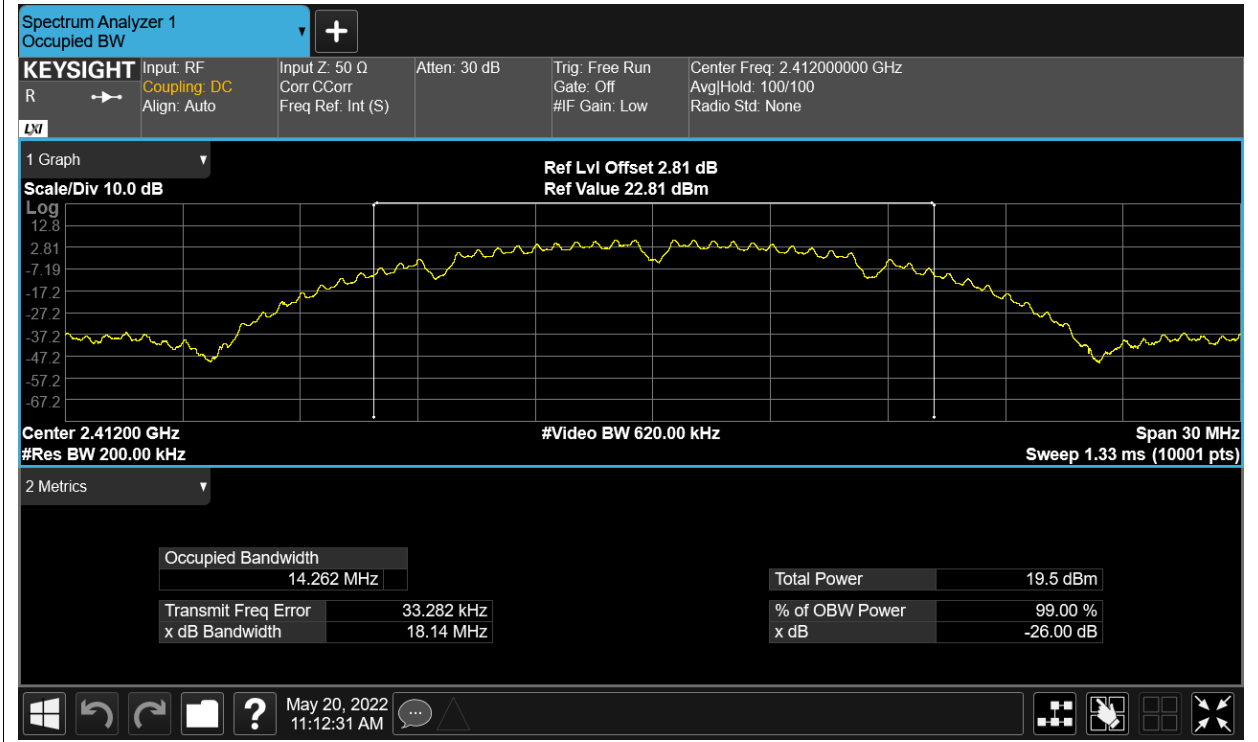 Spectrum Analyzer 1
Occupied BW
KEYSIGHT
R
LXI
Input: RF
Coupling: DC
Align: Auto
Input Z: 50 Ω
Corr CCorr
Freq Ref: Int (S)
Atten: 30 dB
Trig: Free Run
Gate: Off
#IF Gain: Low
Center Freq: 2.412000000 GHz
Avg|Hold: 100/100
Radio Std: None
1 Graph
Scale/Div 10.0 dB
Ref Lvl Offset 2.81 dB
Ref Value 22.81 dBm
Log
12.8
2.81
-7.19
-17.2
-27.2
-37.2
-47.2
-57.2
-67.2
Center 2.41200 GHz
#Res BW 200.00 kHz
#Video BW 620.00 kHz
Span 30 MHz
Sweep 1.33 ms (10001 pts)
2 Metrics
Occupied Bandwidth
14.262 MHz
Transmit Freq Error 33.282 kHz
x dB Bandwidth 18.14 MHz
Total Power 19.5 dBm
% of OBW Power 99.00 %
x dB -26.00 dB
?
May 20, 2022
11:12:31 AM